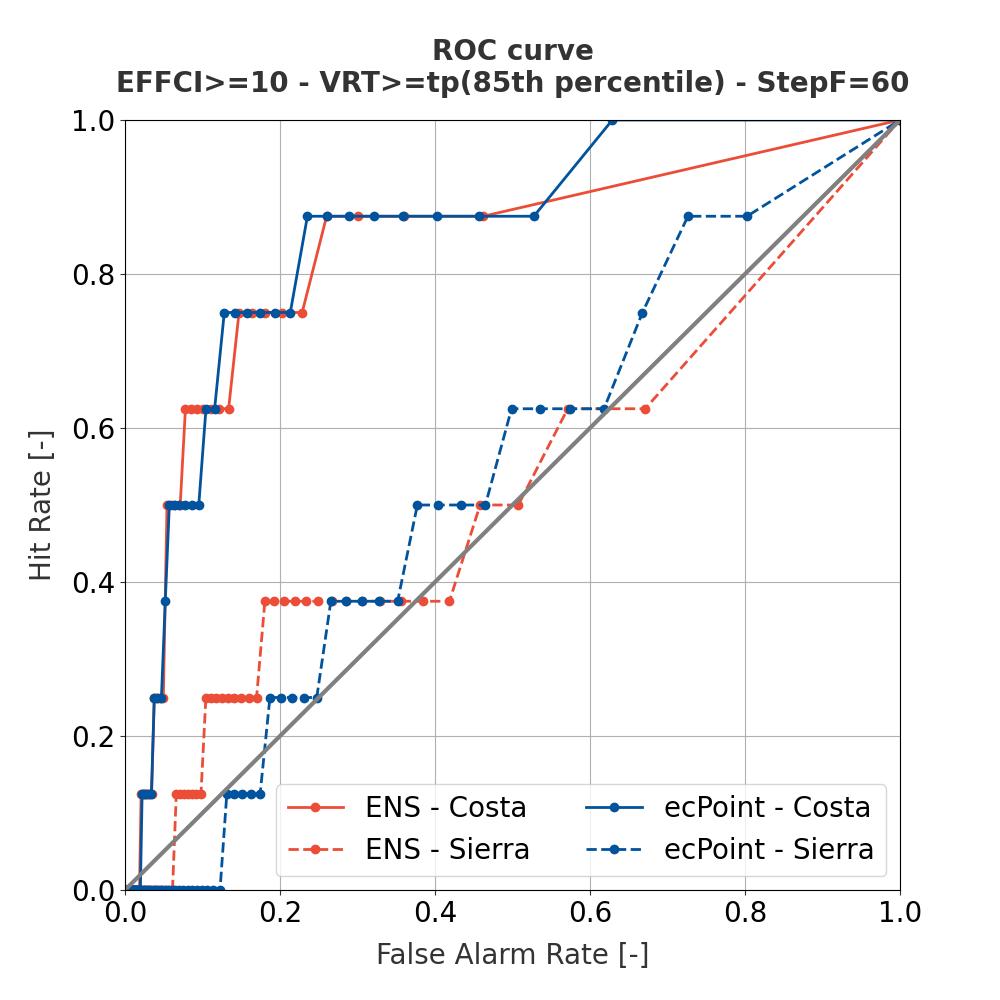 ROC curve
EFFCI>=10 - VRT>=tp(85th percentile) - StepF=60
1.0
0.8
0.6
0.4
0.2
0.0
Hit Rate [-]
ENS - Costa
ENS - Sierra
ecPoint - Costa
ecPoint - Sierra
0.0 0.2 0.4 0.6 0.8 1.0
False Alarm Rate [-]